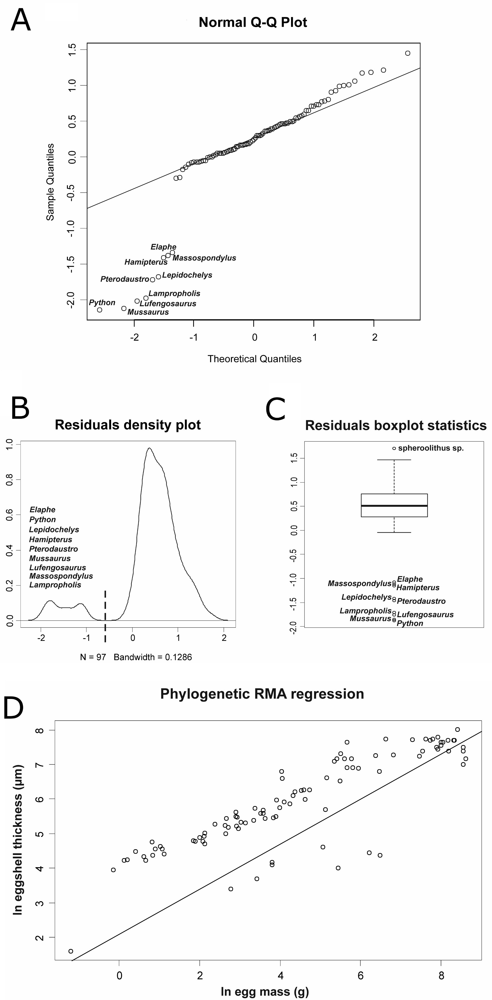 A
Normal Q-Q Plot
1.5
1.0
0.5
0.0
-0.5
-1.0
-1.5
-2.0
Sample Quantiles
Elaphe
Massospondylus
Hamipterus
Lepidochelys
Pterodaustro
Lampropholis
Python
Lufengosaurus
Mussaurus
-2 -1 0 1 2
Theoretical Quantiles
B
Residuals density plot
1.0
0.8
0.6
0.4
0.2
0.0
Elaphe
Python
Lepidochelys
Hamipterus
Pterodaustro
Mussaurus
Lufengosaurus
Massospondylus
Lampropholis
-2 -1 0 1 2
N = 97 Bandwidth = 0.1286
C
Residuals boxplot statistics
1.5
1.0
0.5
0.0
-0.5
-1.0
-1.5
-2.0
spheroolithus sp.
Elaphe
Massospondylus
Hamipterus
Lepidochelys
Pterodaustro
Lampropholis
Lufengosaurus
Mussaurus
Python
D
Phylogenetic RMA regression
8
7
6
5
4
3
2
ln eggshell thickness (μm)
0 2 4 6 8
ln egg mass (g)